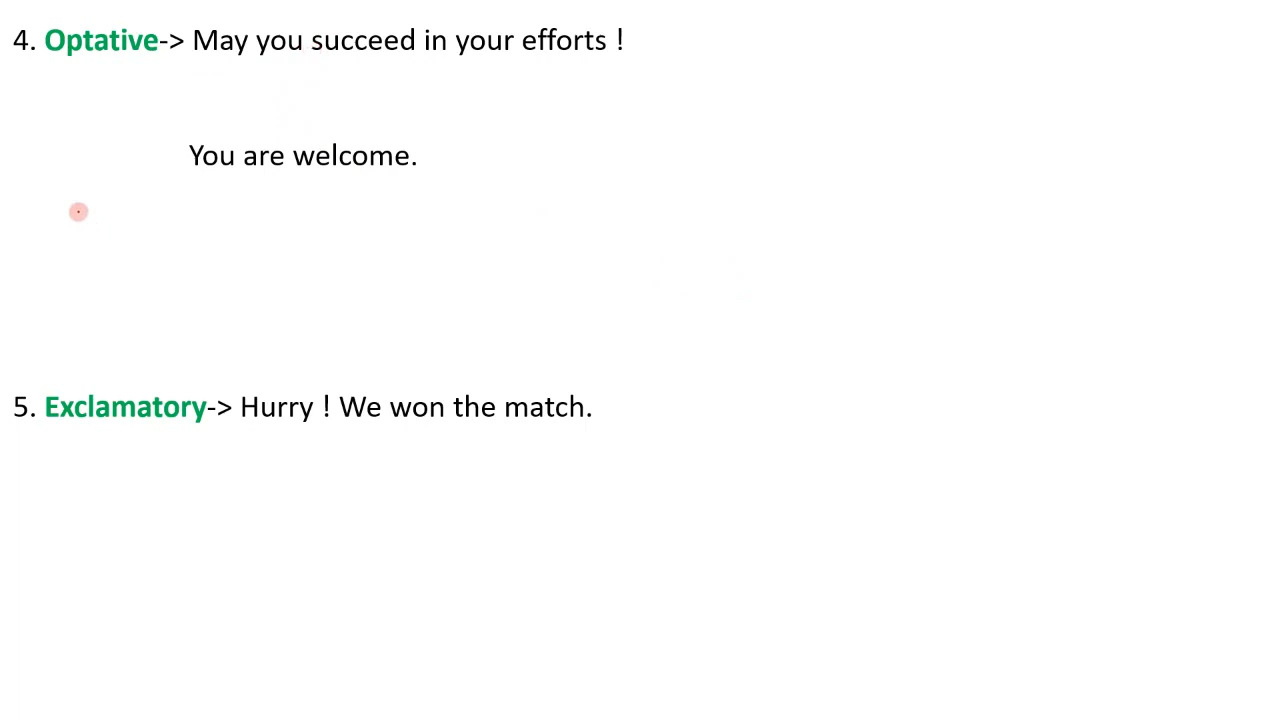 4. Optative-> May you succeed in your efforts !
You are welcome.
5. Exclamatory-> Hurry ! We won the match.